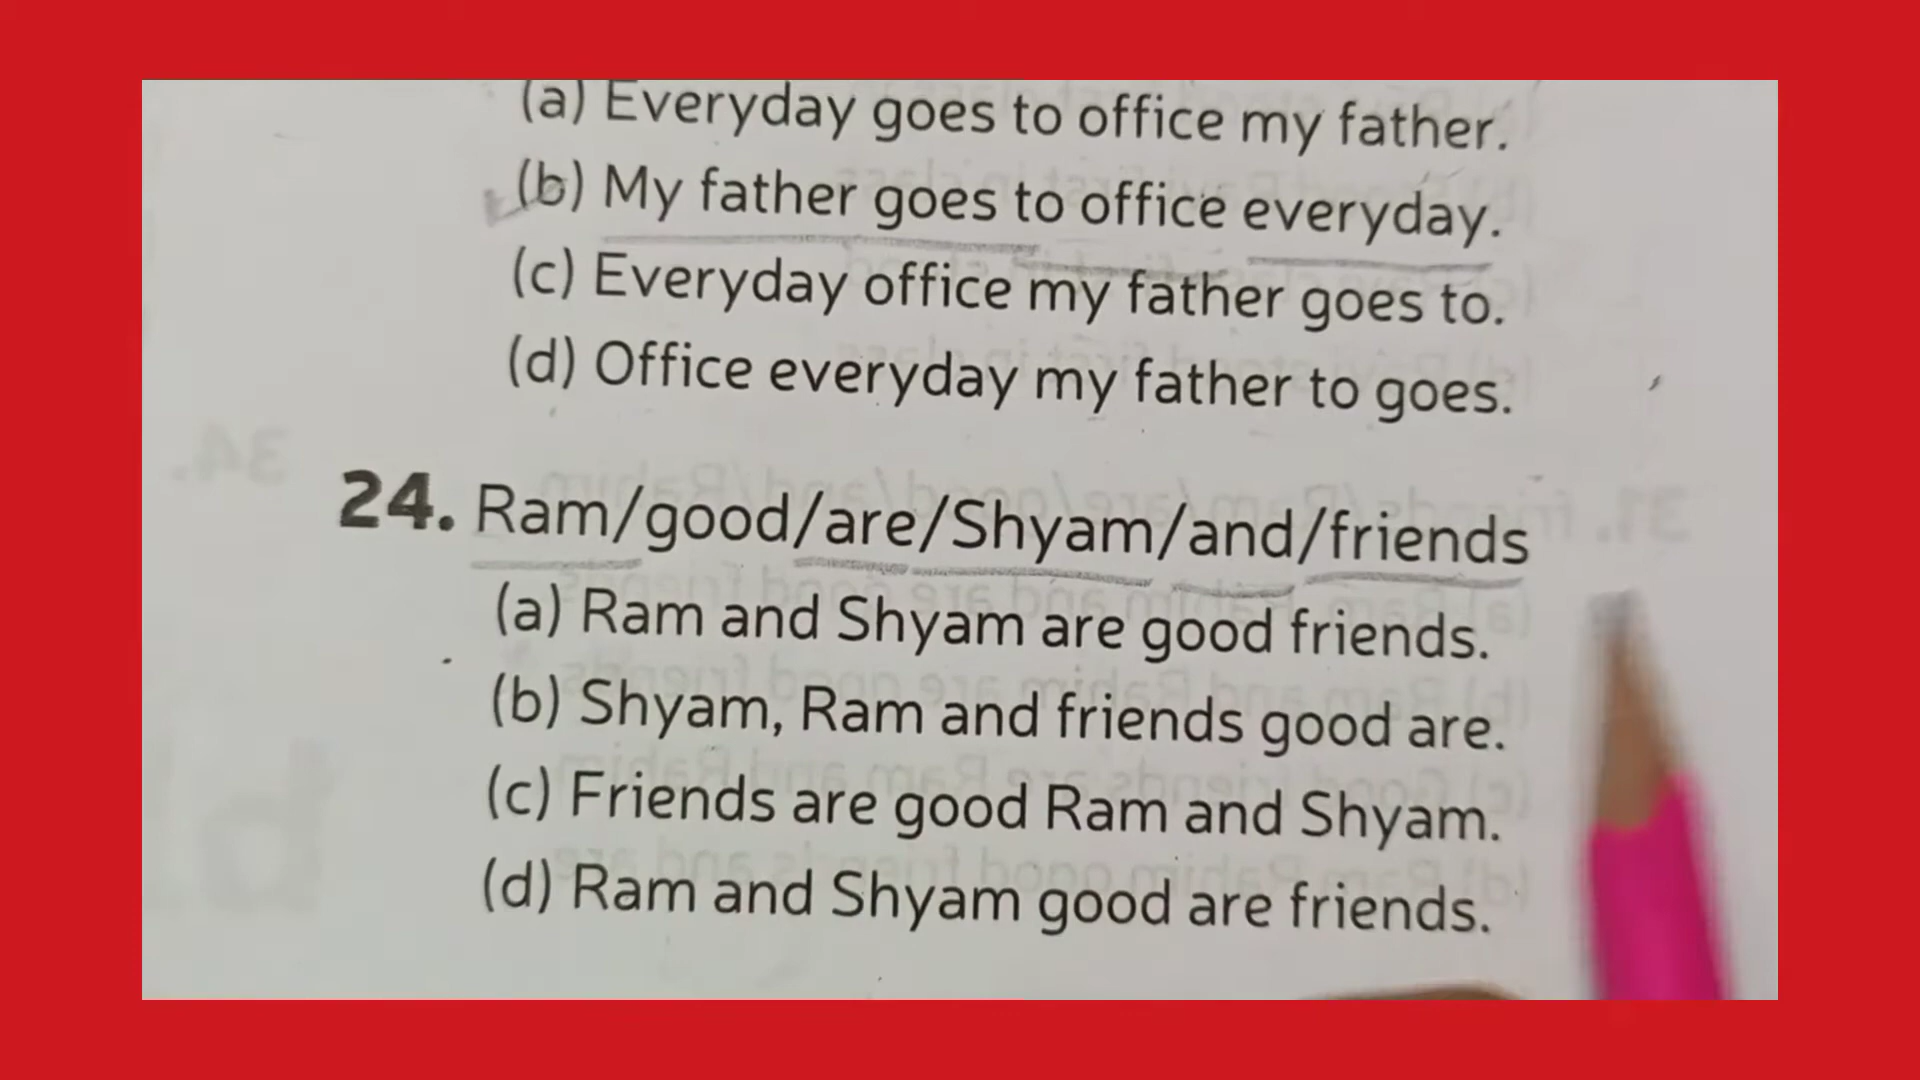 (a) Everyday goes to office my father.
(b) My father goes to office everyday.
(c) Everyday office my father goes to.
(d) Office everyday my father to goes.
24. Ram/good/are/Shyam/and/friends
(a) Ram and Shyam are good friends.
(b) Shyam, Ram and friends good are.
(c) Friends are good Ram and Shyam.
(d) Ram and Shyam good are friends.